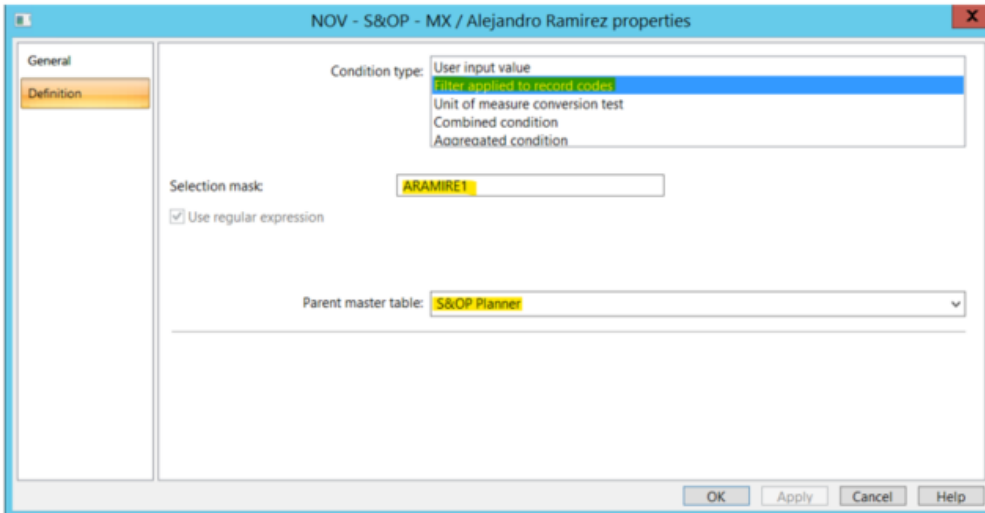 NOV - S&OP - MX / Alejandro Ramirez properties
X
General
Definition
Condition type:
User input value
Filter applied to record codes
Unit of measure conversion test
Combined condition
Aggregated condition
Selection mask:
ARAMIRE1
Use regular expression
Parent master table:
S&OP Planner
OK
Apply
Cancel
Help